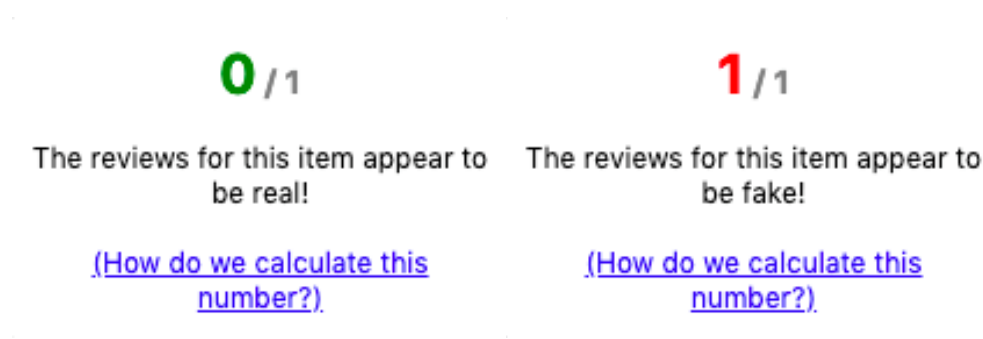 0 / 1
The reviews for this item appear to
be real!
(How do we calculate this
number?)
1 / 1
The reviews for this item appear to
be fake!
(How do we calculate this
number?)